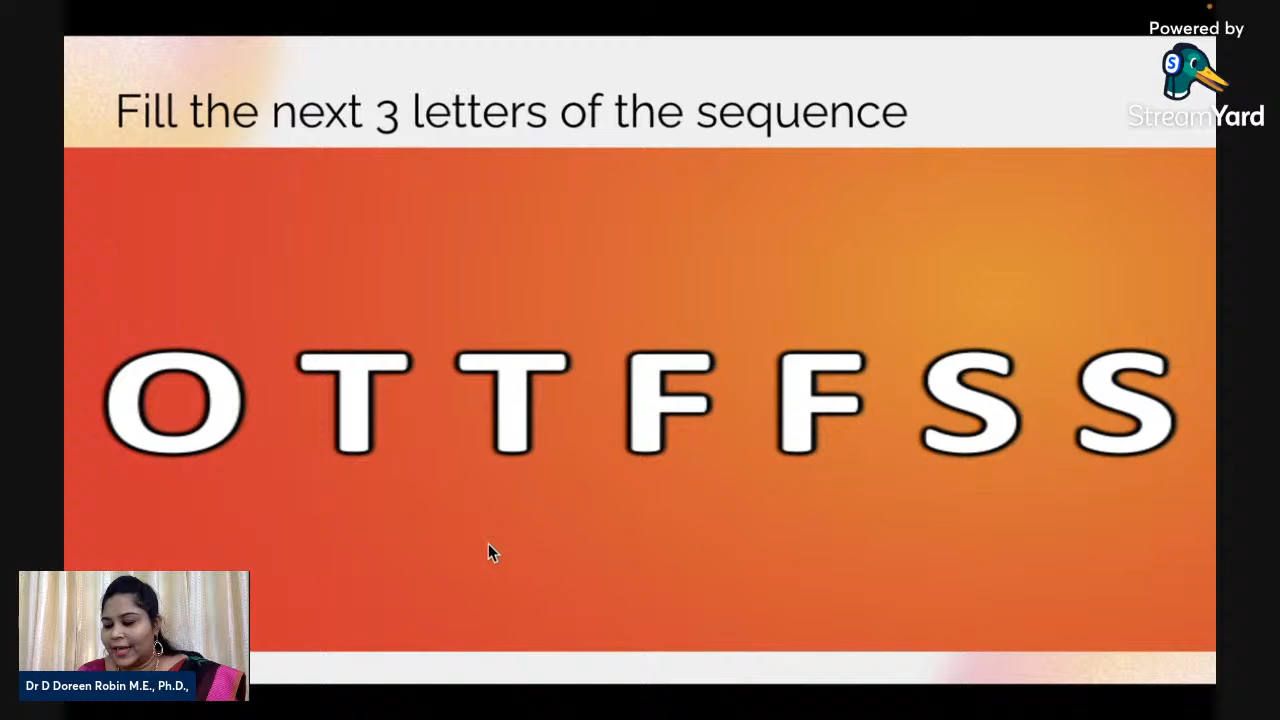 Powered by
StreamYard
Fill the next 3 letters of the sequence
O T T F F S S
Dr D Doreen Robin M.E., Ph.D.,